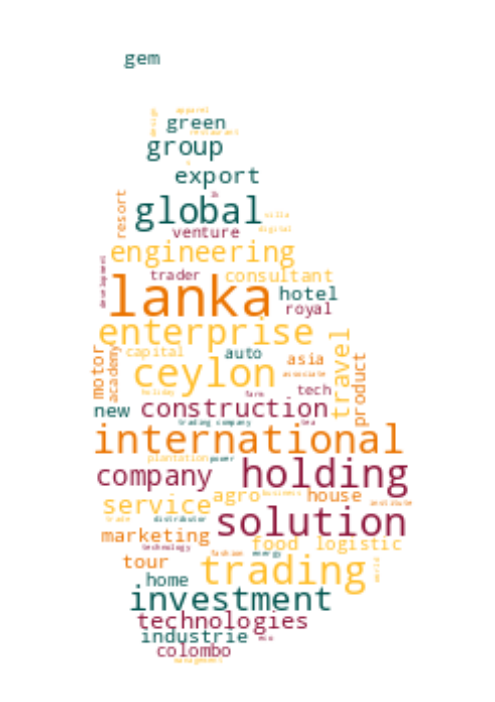 gem
design
apparel
green
restaurant
group
export
resort
global
villa
venture
digital
engineering
development
trader
consultant
lanka
hotel
royal
enterprise
motor
academy
capital
auto
asia
travel
product
ceylon
associate
holiday
farm
tech
new
construction
trading company
tea
international
plantation
power
company
holding
service
agro
business
house
institute
trade
distributor
solution
marketing
technology
food
logistic
tour
fashion
energy
world
home
trading
investment
technologies
industrie
eco
colombo
management